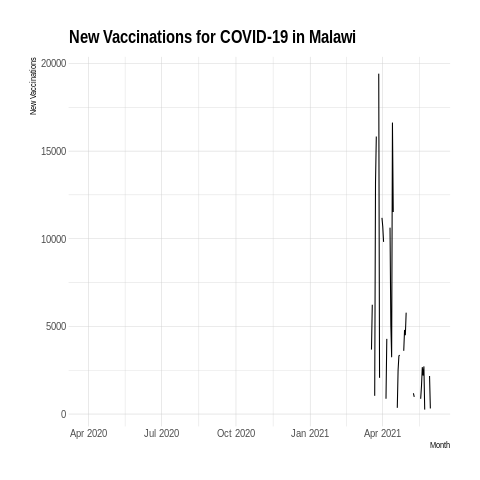 New Vaccinations for COVID-19 in Malawi
New Vaccinations
20000
15000
10000
5000
0
Apr 2020 Jul 2020 Oct 2020 Jan 2021 Apr 2021
Month